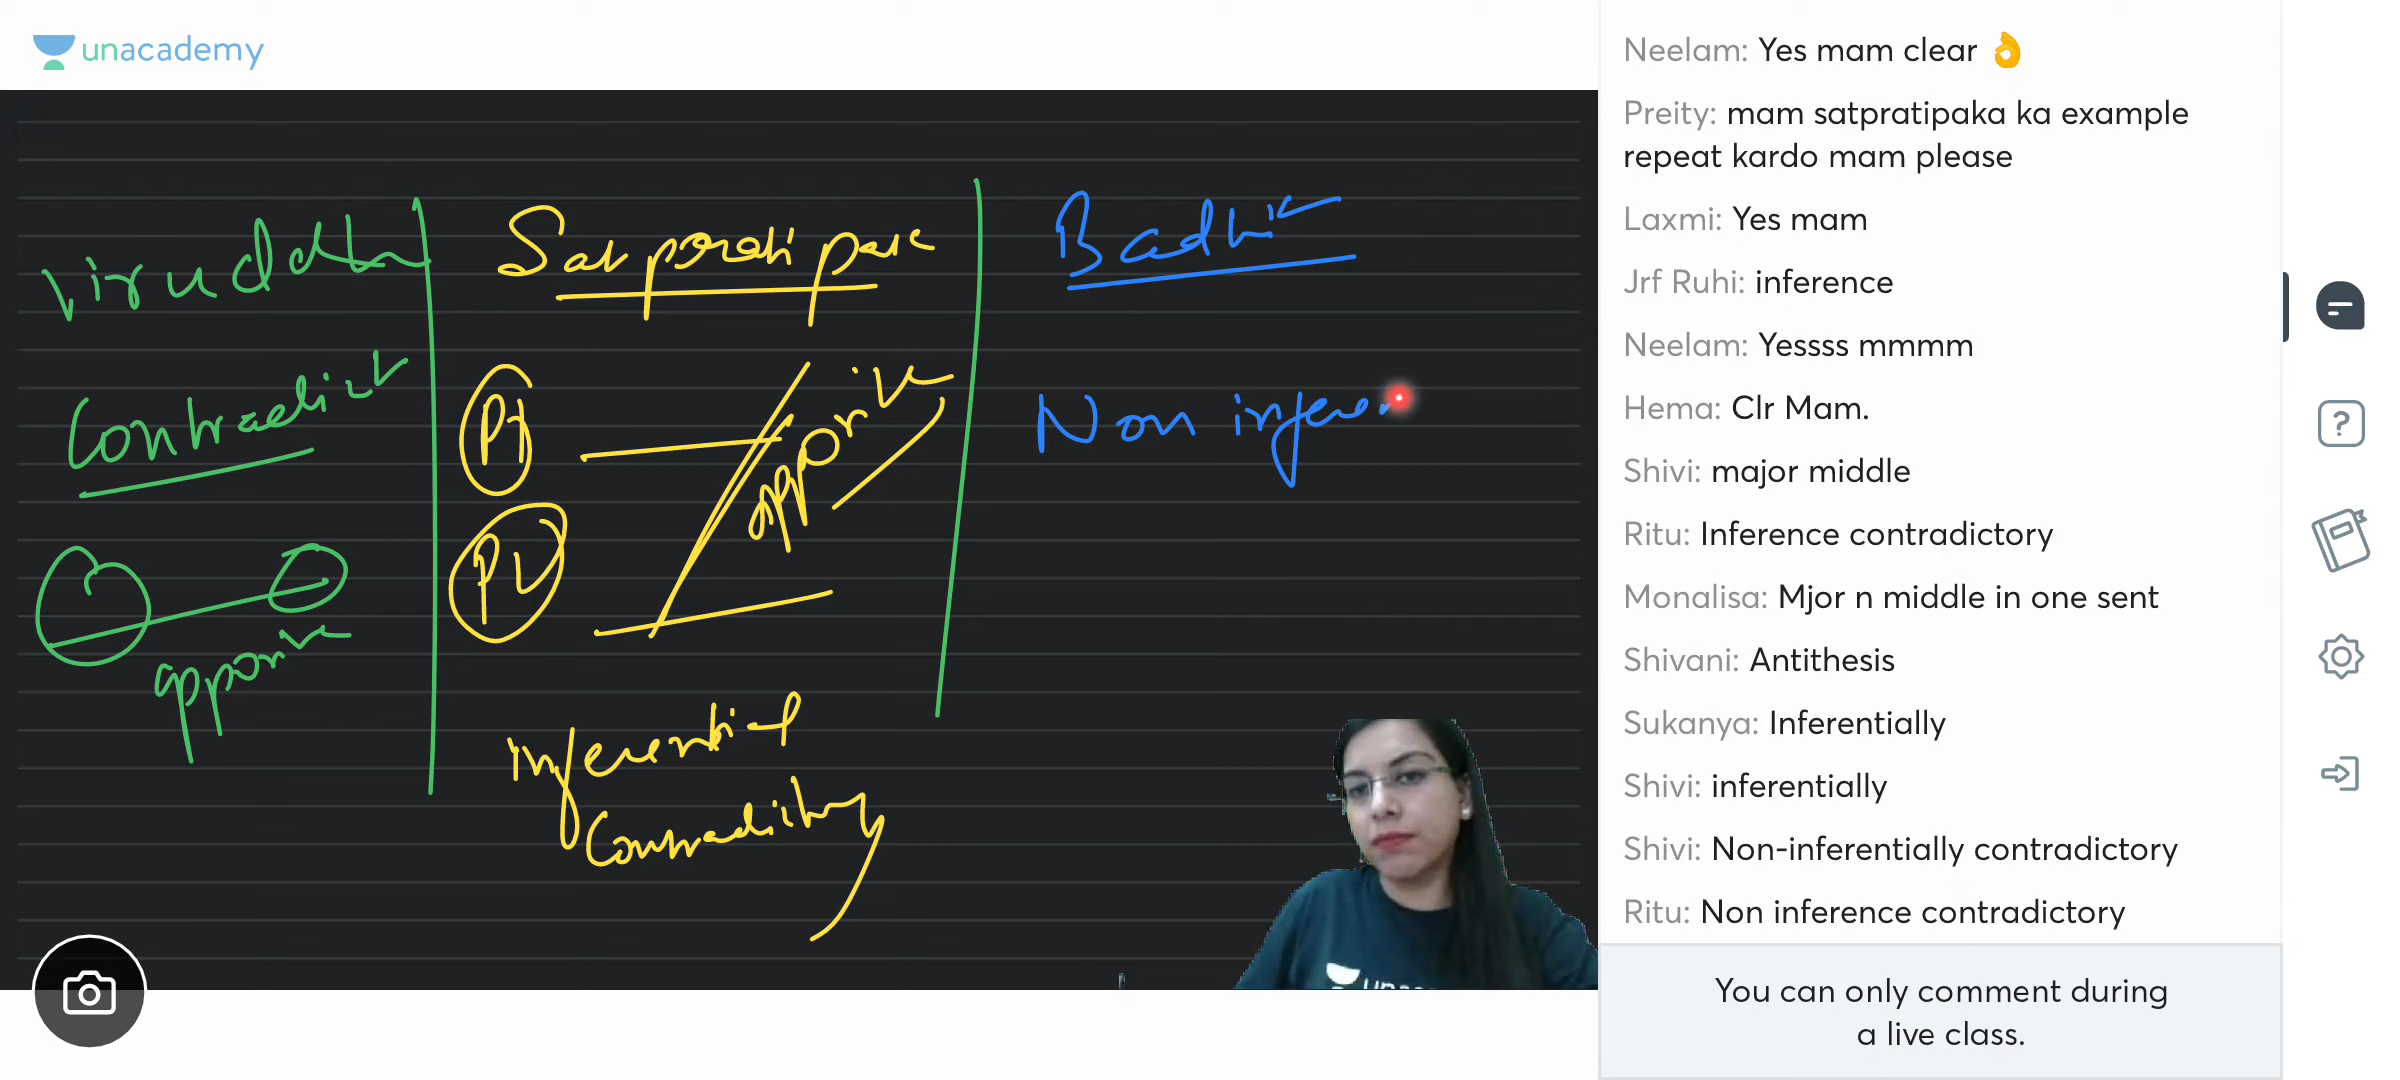 unacademy
Viruddh
Contradict
opposite
Satpratipak
P1
P2
opposite
Inferential
Contradictory
Badhit
Non infere
Neelam: Yes mam clear 👌
Preity: mam satpratipaka ka example
repeat kardo mam please
Laxmi: Yes mam
Jrf Ruhi: inference
Neelam: Yessss mmmm
Hema: Clr Mam.
Shivi: major middle
Ritu: Inference contradictory
Monalisa: Mjor n middle in one sent
Shivani: Antithesis
Sukanya: Inferentially
Shivi: inferentially
Shivi: Non-inferentially contradictory
Ritu: Non inference contradictory
You can only comment during
a live class.